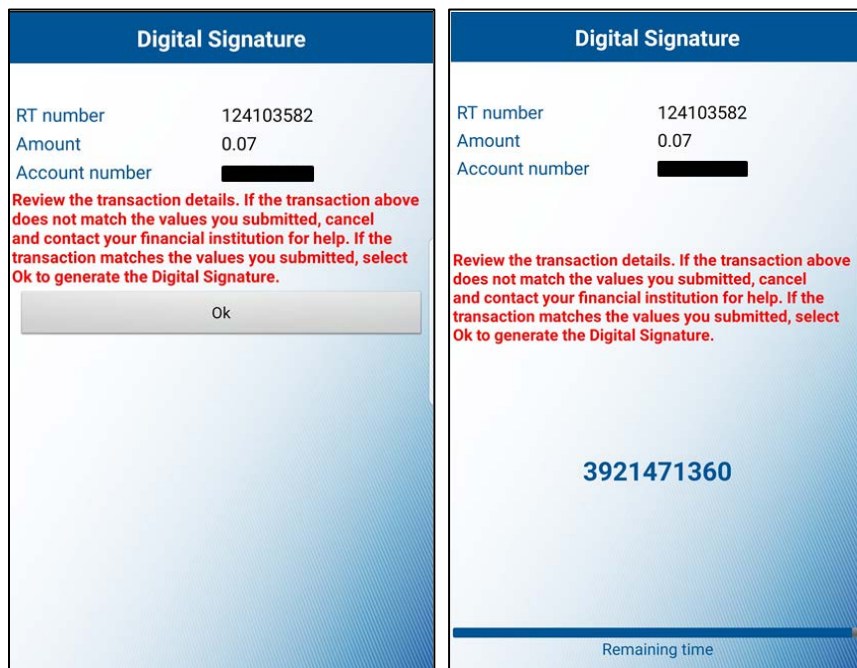 Digital Signature
RT number 124103582
Amount 0.07
Account number
Review the transaction details. If the transaction above
does not match the values you submitted, cancel
and contact your financial institution for help. If the
transaction matches the values you submitted, select
Ok to generate the Digital Signature.
Ok
Digital Signature
RT number 124103582
Amount 0.07
Account number
Review the transaction details. If the transaction above
does not match the values you submitted, cancel
and contact your financial institution for help. If the
transaction matches the values you submitted, select
Ok to generate the Digital Signature.
3921471360
Remaining time